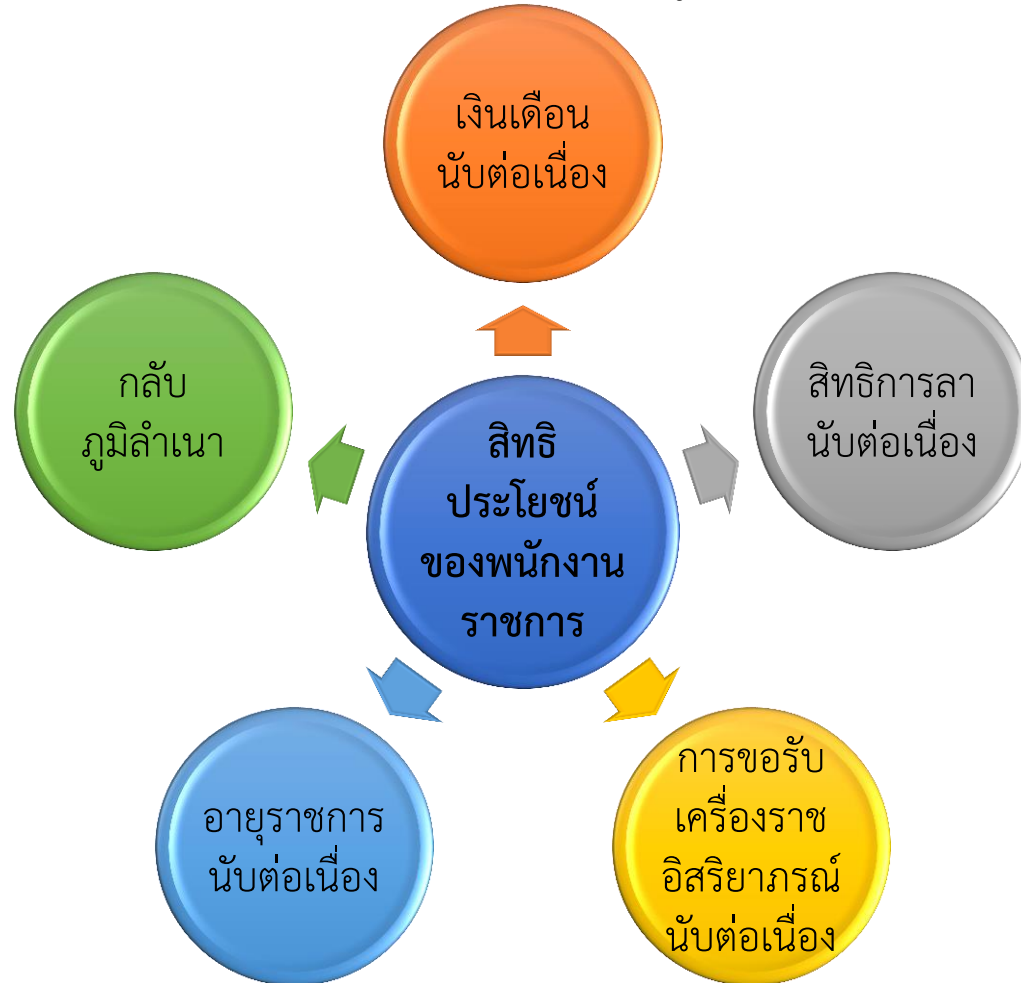 เงินเดือน
นับต่อเนื่อง
กลับ
ภูมิลำเนา
สิทธิการลา
นับต่อเนื่อง
สิทธิ
ประโยชน์
ของพนักงาน
ราชการ
อายุราชการ
นับต่อเนื่อง
การขอรับ
เครื่องราช
อิสริยาภรณ์
นับต่อเนื่อง